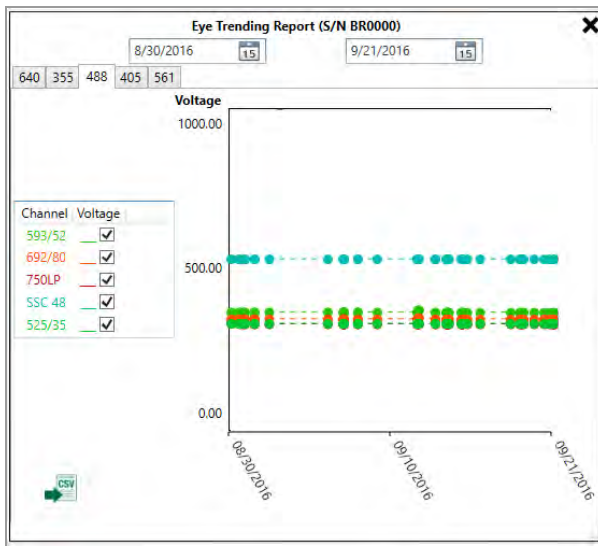 Eye Trending Report (S/N BR0000)
8/30/2016 15 9/21/2016 15
640 355 488 405 561
Voltage
1000.00
Channel Voltage
593/52
692/80
750LP
SSC 48
525/35
500.00
0.00
08/30/2016
09/10/2016
09/21/2016
CSV